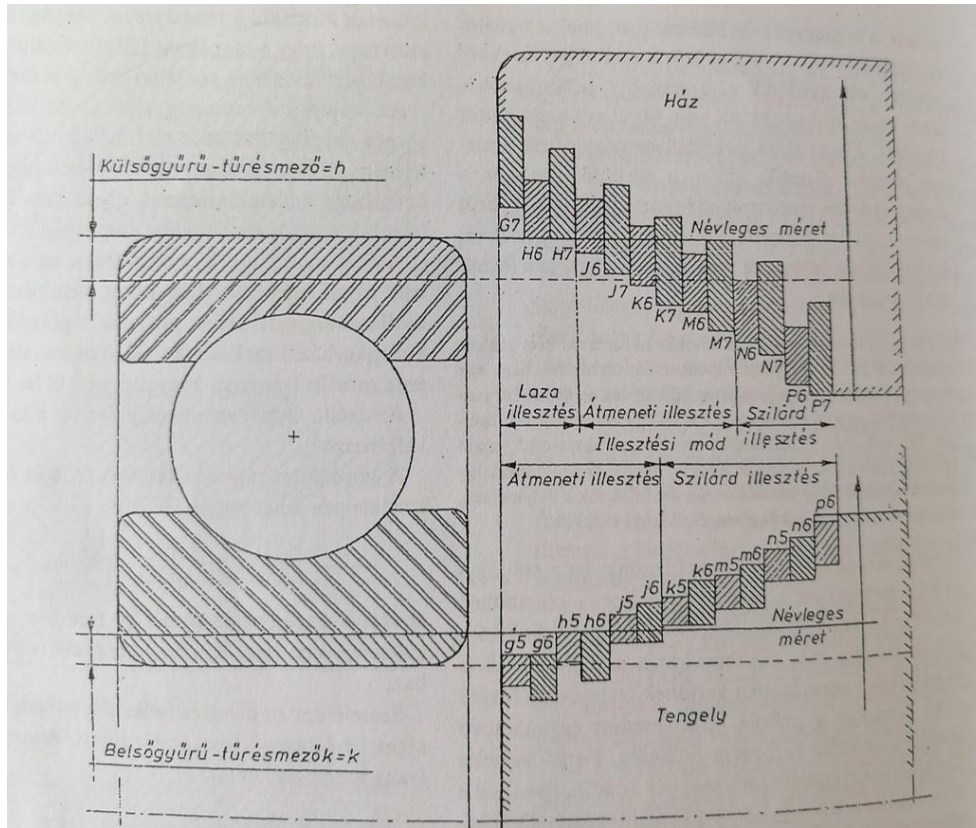 Ház
Külsőgyűrű-tűrésmező=h
G7
Névleges méret
H6 H7
J6
J7
K6
K7
M6
M7
N6
N7
P6
P7
Laza
illesztés
Átmeneti illesztés
Szilárd
illesztés
Illesztési mód
Átmeneti illesztés
Szilárd illesztés
p6
n6
n5
m6
m5
k6
k5
j6
j5
h5 h6
g5 g6
Névleges
méret
Tengely
Belsőgyűrű-tűrésmezők=k